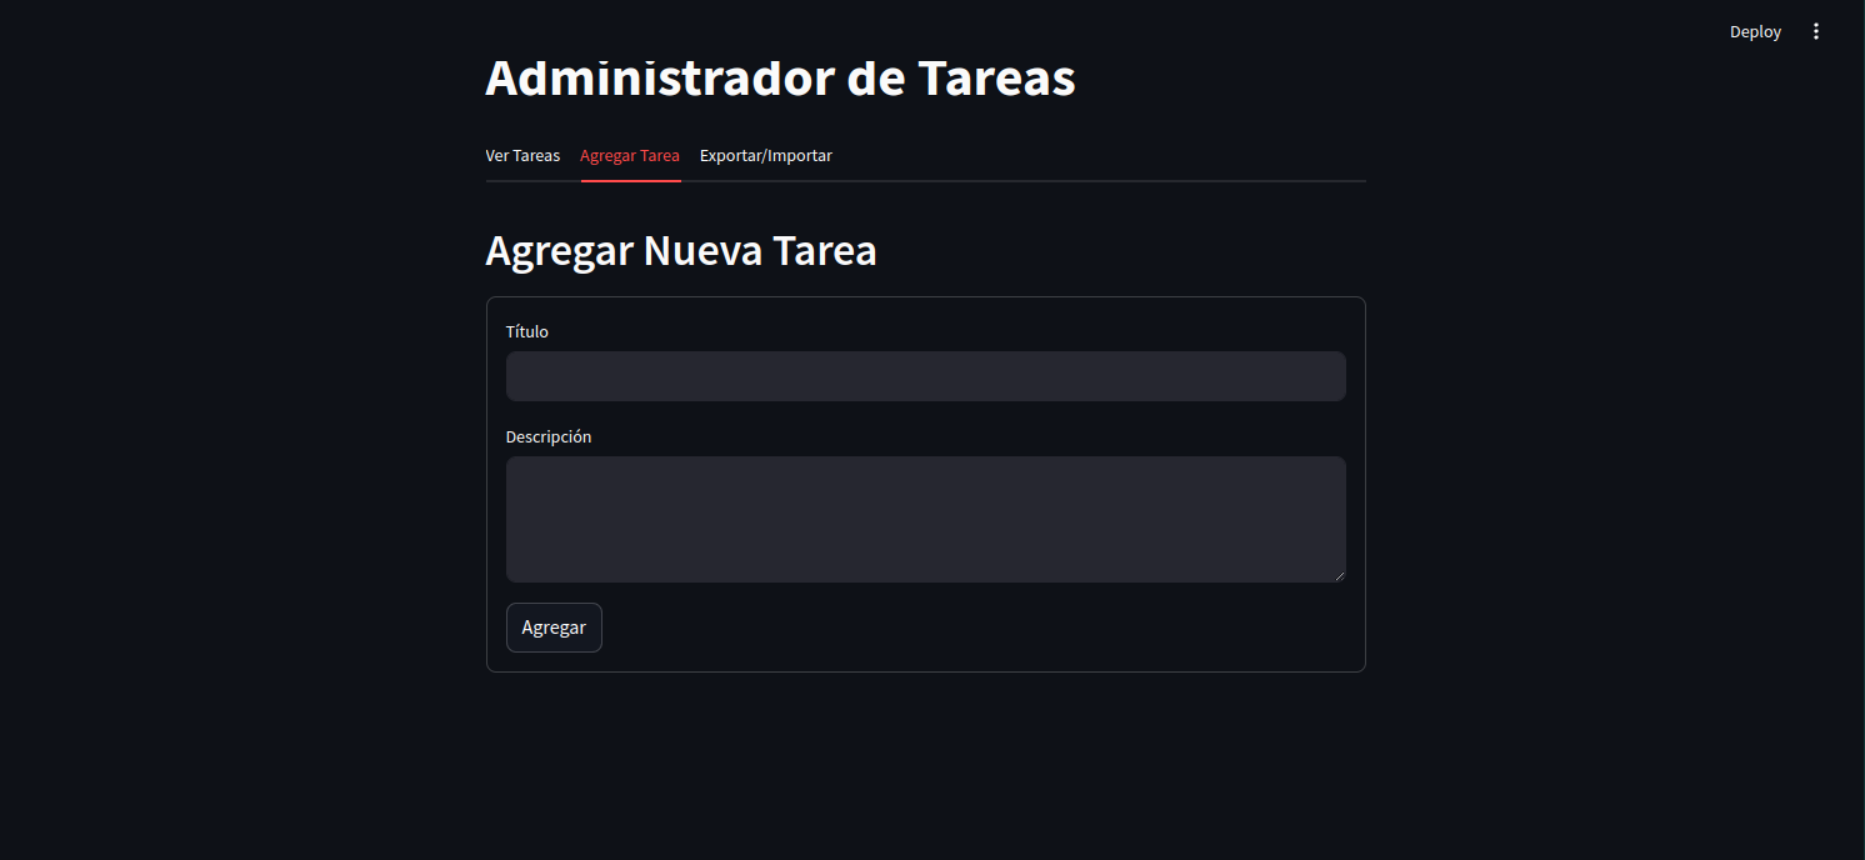 Deploy
Administrador de Tareas
Ver Tareas Agregar Tarea Exportar/Importar
Agregar Nueva Tarea
Título
Descripción
Agregar